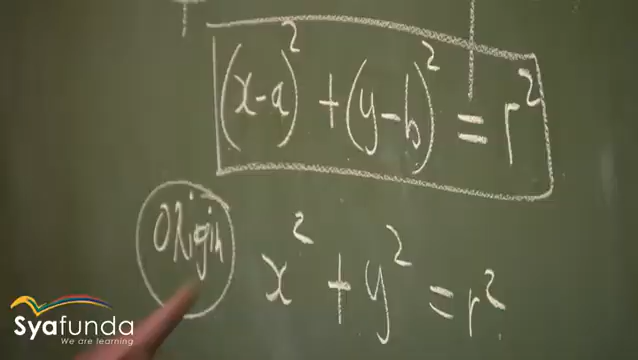 (x-a)² + (y-b)² = r²
Origin x² + y² = r²
Syafunda
We are learning